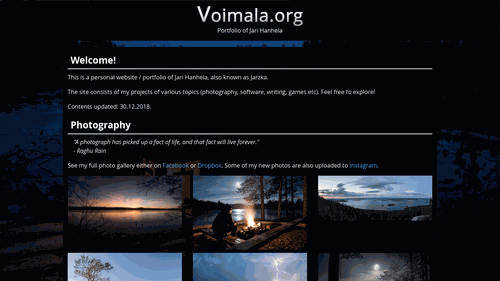 Voimala.org
Portfolio of Jari Hanhela
Welcome!
This is a personal website / portfolio of Jari Hanhela, also known as Jarzka.
The site consists of my projects of various topics (photography, software, writing, games etc). Feel free to explore!
Contents updated: 30.12.2018.
Photography
"A photograph has picked up a fact of life, and that fact will live forever."
- Raghu Rain
See my full photo gallery either on Facebook or Dropbox. Some of my new photos are also uploaded to Instagram.